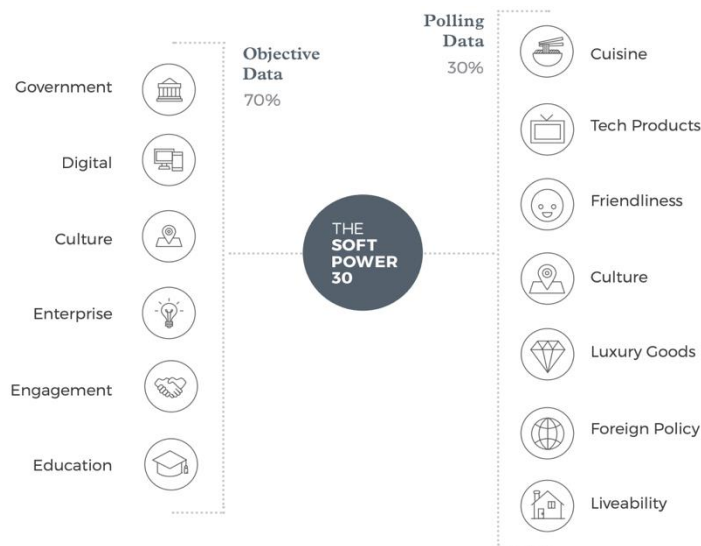 Government
Digital
Culture
Enterprise
Engagement
Education
Objective
Data
70%
THE
SOFT
POWER
30
Polling
Data
30%
Cuisine
Tech Products
Friendliness
Culture
Luxury Goods
Foreign Policy
Liveability